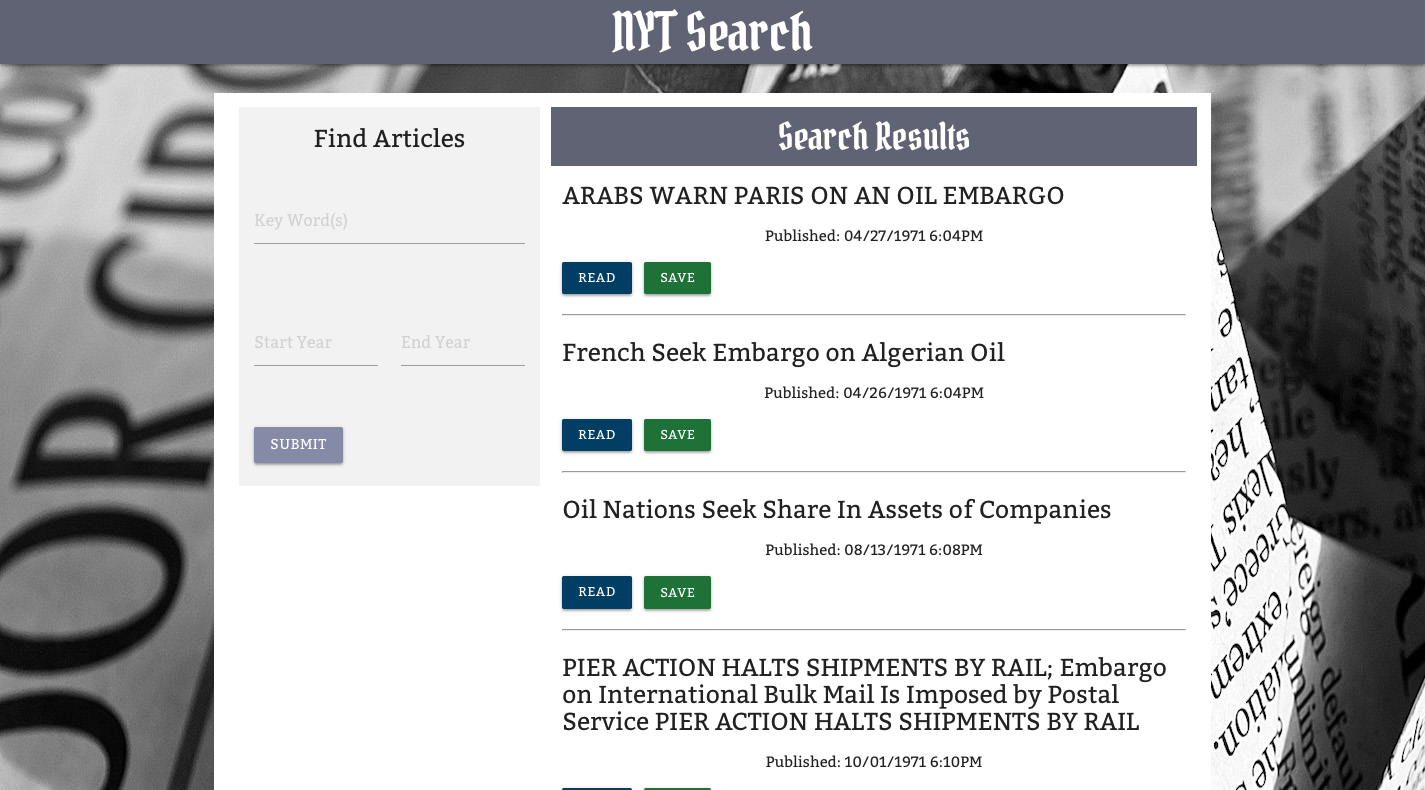 NYT Search
Find Articles
Key Word(s)
Start Year
End Year
SUBMIT
Search Results
ARABS WARN PARIS ON AN OIL EMBARGO
Published: 04/27/1971 6:04PM
READ
SAVE
French Seek Embargo on Algerian Oil
Published: 04/26/1971 6:04PM
READ
SAVE
Oil Nations Seek Share In Assets of Companies
Published: 08/13/1971 6:08PM
READ
SAVE
PIER ACTION HALTS SHIPMENTS BY RAIL; Embargo
on International Bulk Mail Is Imposed by Postal
Service PIER ACTION HALTS SHIPMENTS BY RAIL
Published: 10/01/1971 6:10PM